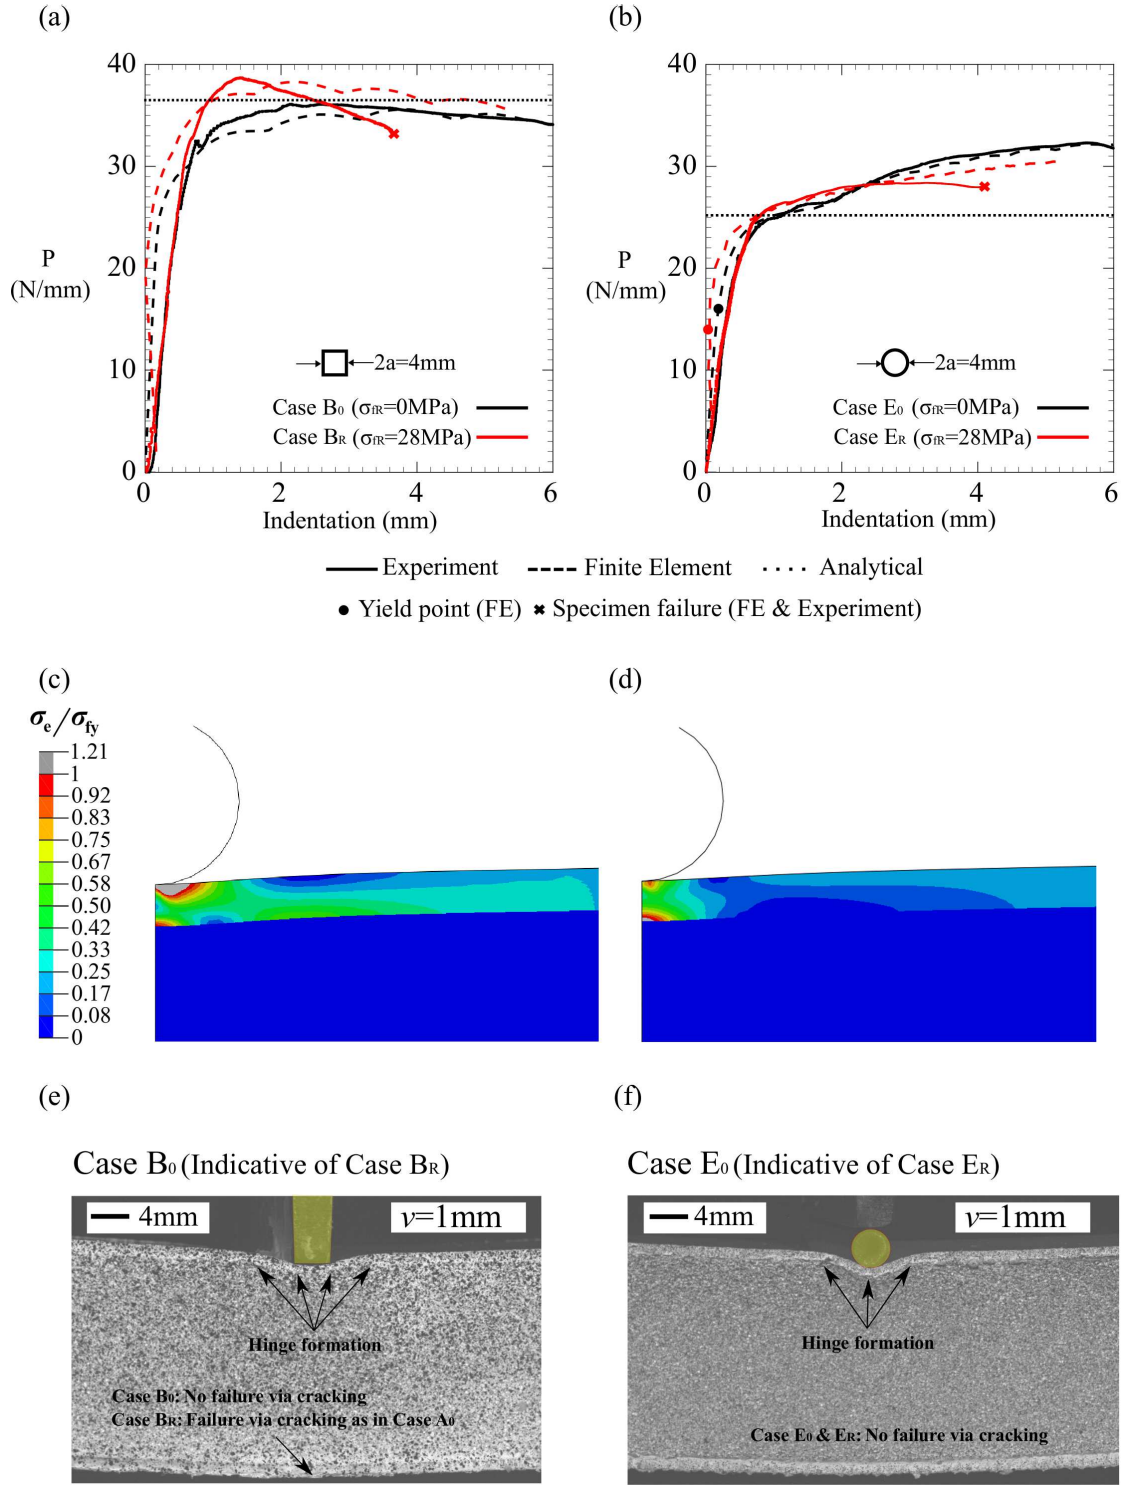 (a)
(b)
40
30
20
10
0
P
(N/mm)
2a=4mm
Case B0 (σfR=0MPa)
Case BR (σfR=28MPa)
0
2
4
6
Indentation (mm)
40
30
20
10
0
P
(N/mm)
2a=4mm
Case E0 (σfR=0MPa)
Case ER (σfR=28MPa)
0
2
4
6
Indentation (mm)
Experiment
Finite Element
Analytical
Yield point (FE)
Specimen failure (FE & Experiment)
(c)
(d)
σe/σfy
1.21
1
0.92
0.83
0.75
0.67
0.58
0.50
0.42
0.33
0.25
0.17
0.08
0
(e)
(f)
Case B0 (Indicative of Case BR)
4mm
v=1mm
Hinge formation
Case B0: No failure via cracking
Case BR: Failure via cracking as in Case A0
Case E0 (Indicative of Case ER)
4mm
v=1mm
Hinge formation
Case E0 & ER: No failure via cracking